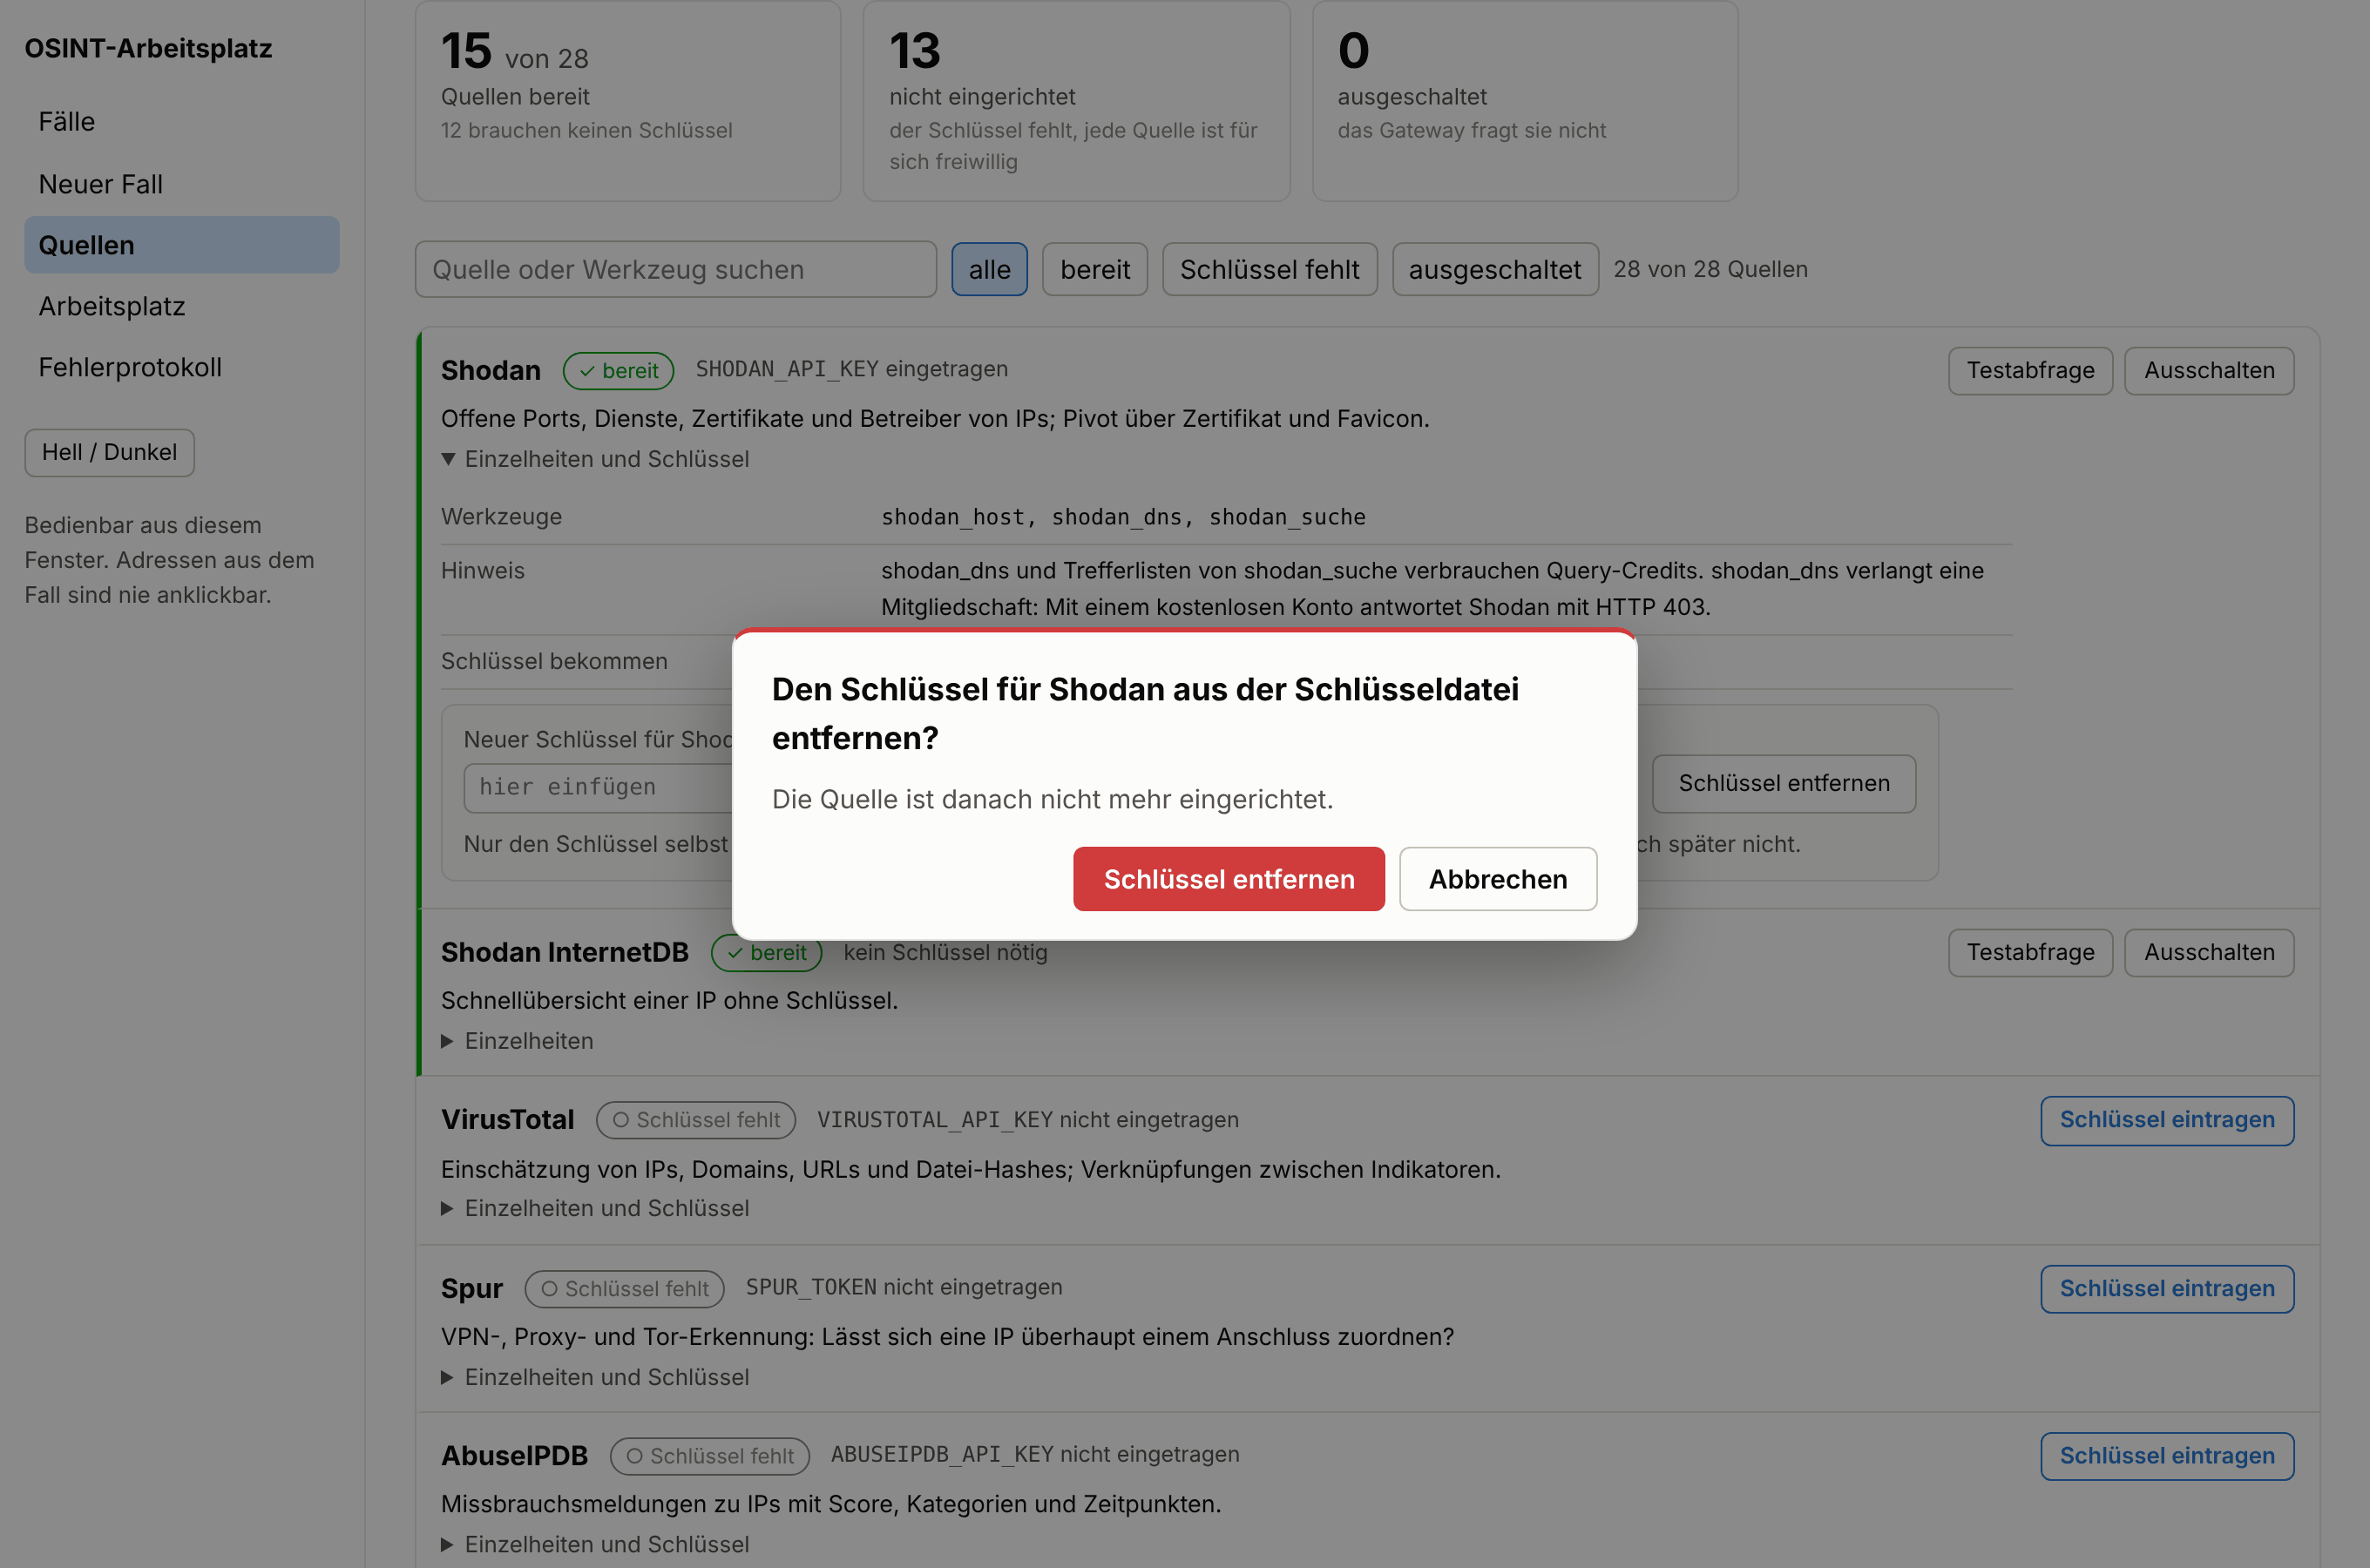 OSINT-Arbeitsplatz
Fälle
Neuer Fall
Quellen
Arbeitsplatz
Fehlerprotokoll
Hell / Dunkel
Bedienbar aus diesem
Fenster. Adressen aus dem
Fall sind nie anklickbar.
15 von 28
Quellen bereit
12 brauchen keinen Schlüssel
13
nicht eingerichtet
der Schlüssel fehlt, jede Quelle ist für
sich freiwillig
0
ausgeschaltet
das Gateway fragt sie nicht
Quelle oder Werkzeug suchen alle bereit Schlüssel fehlt ausgeschaltet 28 von 28 Quellen
Shodan ✓ bereit SHODAN_API_KEY eingetragen Testabfrage Ausschalten
Offene Ports, Dienste, Zertifikate und Betreiber von IPs; Pivot über Zertifikat und Favicon.
▼ Einzelheiten und Schlüssel
Werkzeuge shodan_host, shodan_dns, shodan_suche
Hinweis shodan_dns und Trefferlisten von shodan_suche verbrauchen Query-Credits. shodan_dns verlangt eine
Mitgliedschaft: Mit einem kostenlosen Konto antwortet Shodan mit HTTP 403.
Schlüssel bekommen
Neuer Schlüssel für
hier einfügen Schlüssel entfernen
Nur den Schlüssel selbst später nicht.
Den Schlüssel für Shodan aus der Schlüsseldatei
entfernen?
Die Quelle ist danach nicht mehr eingerichtet.
Schlüssel entfernen Abbrechen
Shodan InternetDB ✓ bereit kein Schlüssel nötig Testabfrage Ausschalten
Schnellübersicht einer IP ohne Schlüssel.
▶ Einzelheiten
VirusTotal Schlüssel fehlt VIRUSTOTAL_API_KEY nicht eingetragen Schlüssel eintragen
Einschätzung von IPs, Domains, URLs und Datei-Hashes; Verknüpfungen zwischen Indikatoren.
▶ Einzelheiten und Schlüssel
Spur Schlüssel fehlt SPUR_TOKEN nicht eingetragen Schlüssel eintragen
VPN-, Proxy- und Tor-Erkennung: Lässt sich eine IP überhaupt einem Anschluss zuordnen?
▶ Einzelheiten und Schlüssel
AbuseIPDB Schlüssel fehlt ABUSEIPDB_API_KEY nicht eingetragen Schlüssel eintragen
Missbrauchsmeldungen zu IPs mit Score, Kategorien und Zeitpunkten.
▶ Einzelheiten und Schlüssel